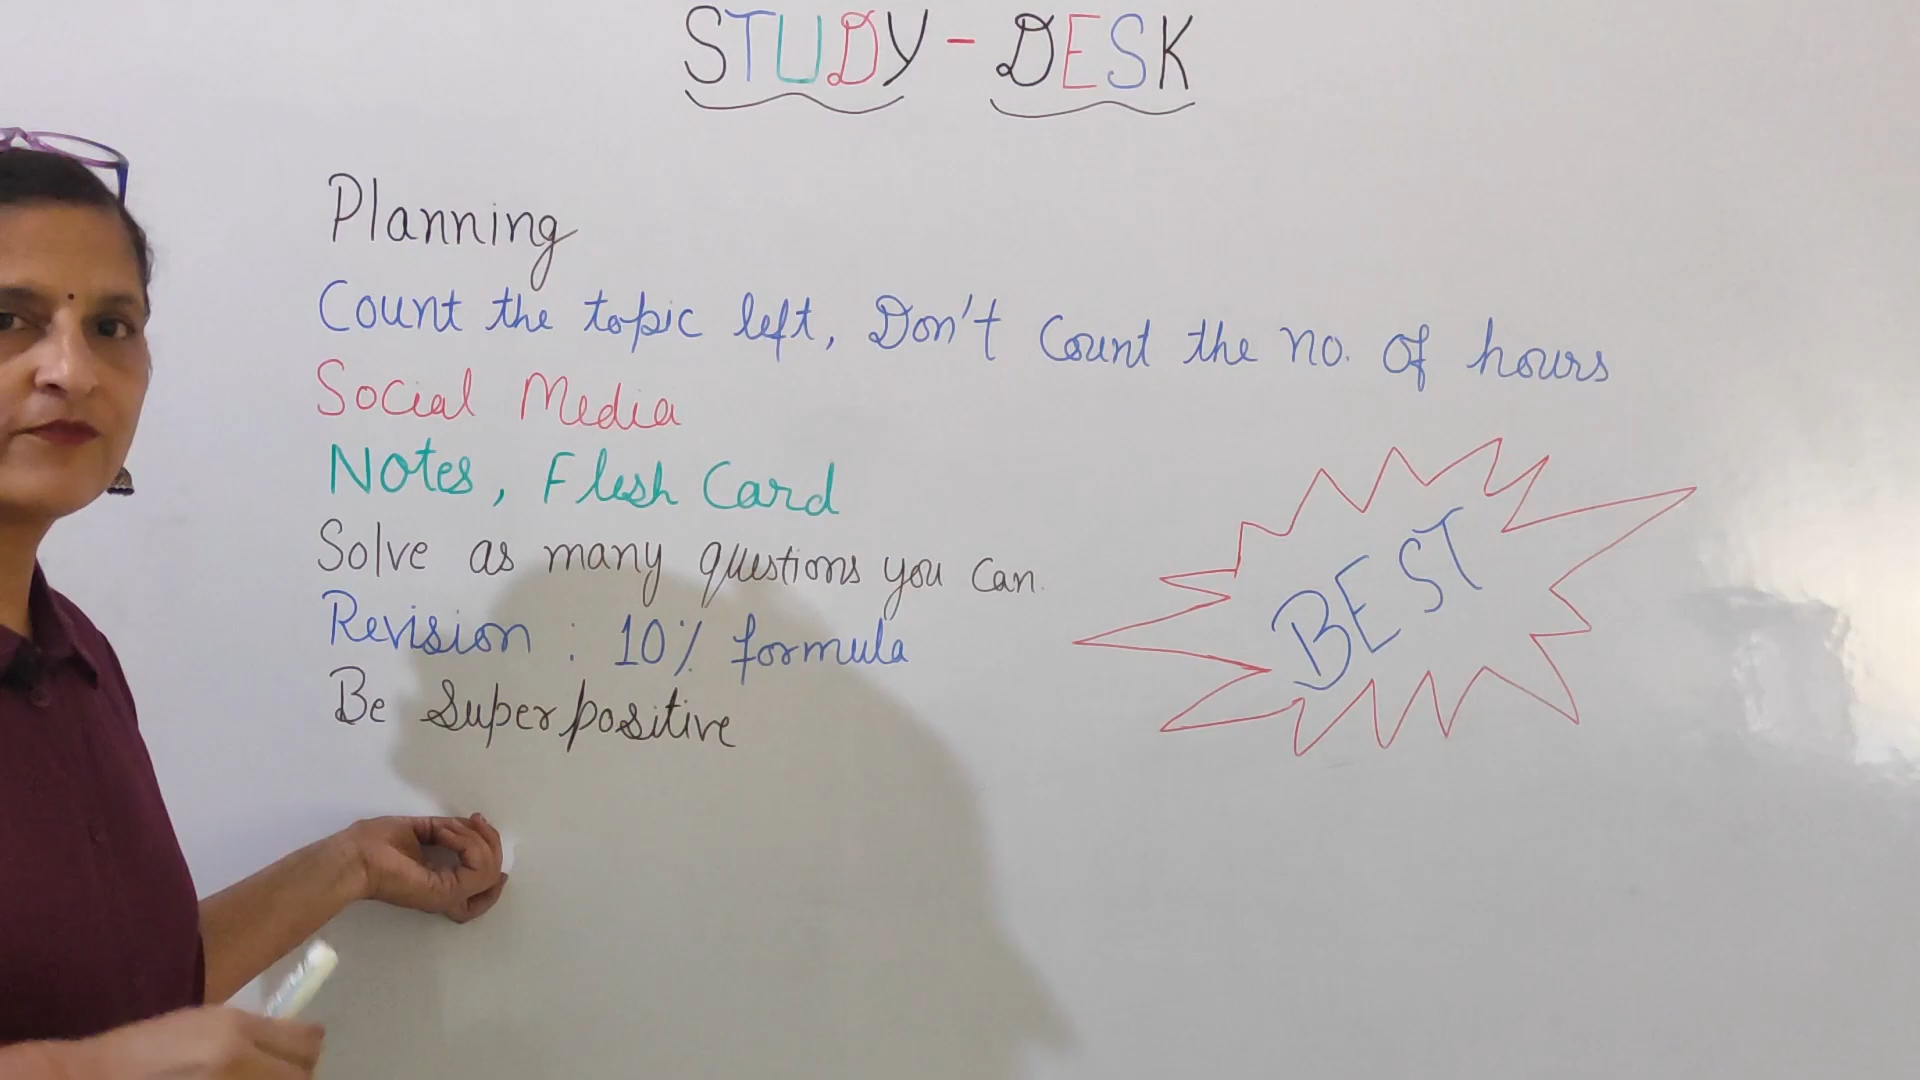 STUDY - DESK
Planning
Count the topic left, Don't Count the no. of hours
Social Media
Notes, Flesh Card
Solve as many questions you can.
Revision : 10% formula
Be Superpositive
BEST